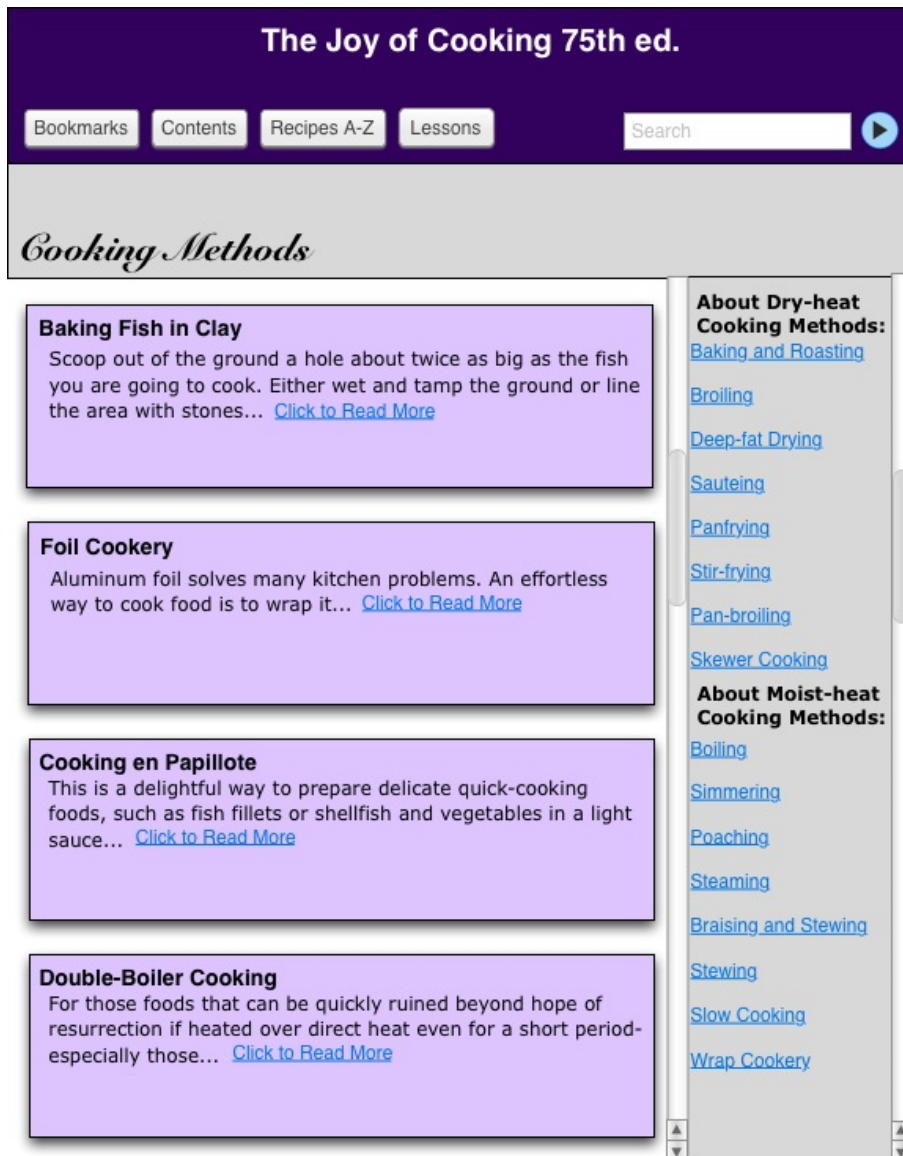 The Joy of Cooking 75th ed.
Bookmarks Contents Recipes A-Z Lessons Search
Cooking Methods
Baking Fish in Clay
Scoop out of the ground a hole about twice as big as the fish
you are going to cook. Either wet and tamp the ground or line
the area with stones... Click to Read More
Foil Cookery
Aluminum foil solves many kitchen problems. An effortless
way to cook food is to wrap it... Click to Read More
Cooking en Papillote
This is a delightful way to prepare delicate quick-cooking
foods, such as fish fillets or shellfish and vegetables in a light
sauce... Click to Read More
Double-Boiler Cooking
For those foods that can be quickly ruined beyond hope of
resurrection if heated over direct heat even for a short period-
especially those... Click to Read More
About Dry-heat
Cooking Methods:
Baking and Roasting
Broiling
Deep-fat Drying
Sauteing
Panfrying
Stir-frying
Pan-broiling
Skewer Cooking
About Moist-heat
Cooking Methods:
Boiling
Simmering
Poaching
Steaming
Braising and Stewing
Stewing
Slow Cooking
Wrap Cookery